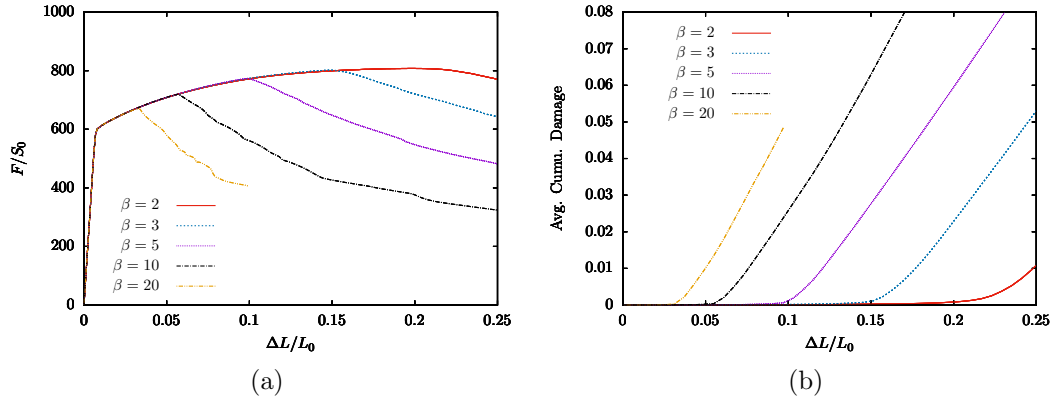 1000
800
600
400
200
0
F/S₀
β = 2
β = 3
β = 5
β = 10
β = 20
0 0.05 0.1 0.15 0.2 0.25
ΔL/L₀
(a)
0.08
0.07
0.06
0.05
0.04
0.03
0.02
0.01
0
Avg. Cumu. Damage
β = 2
β = 3
β = 5
β = 10
β = 20
0 0.05 0.1 0.15 0.2 0.25
ΔL/L₀
(b)